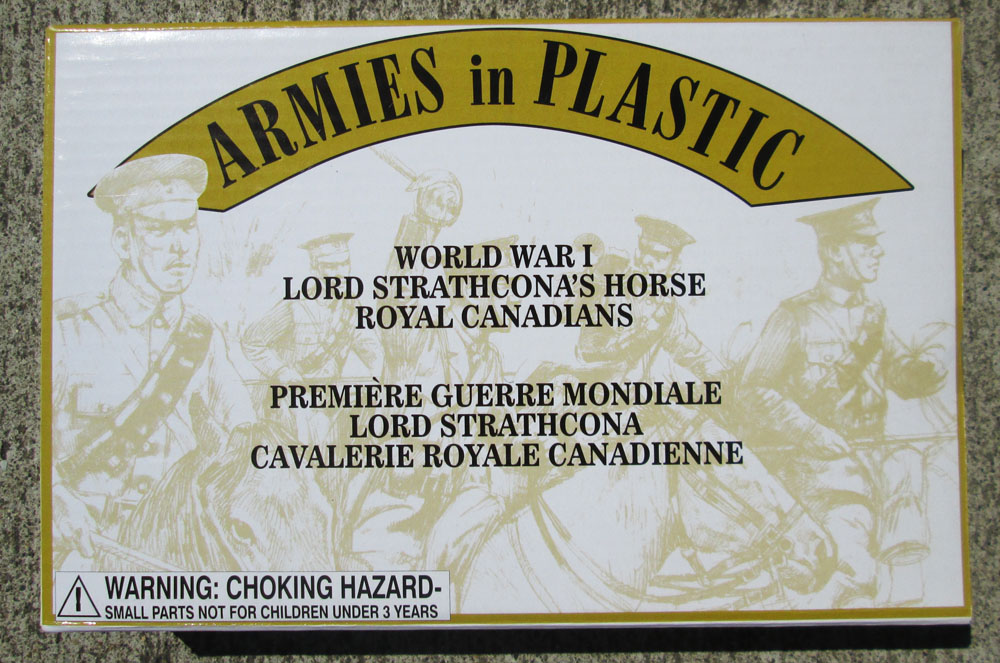 ARMIES in PLASTIC
WORLD WAR I
LORD STRATHCONA'S HORSE
ROYAL CANADIANS
PREMIÈRE GUERRE MONDIALE
LORD STRATHCONA
CAVALERIE ROYALE CANADIENNE
WARNING: CHOKING HAZARD-
SMALL PARTS NOT FOR CHILDREN UNDER 3 YEARS